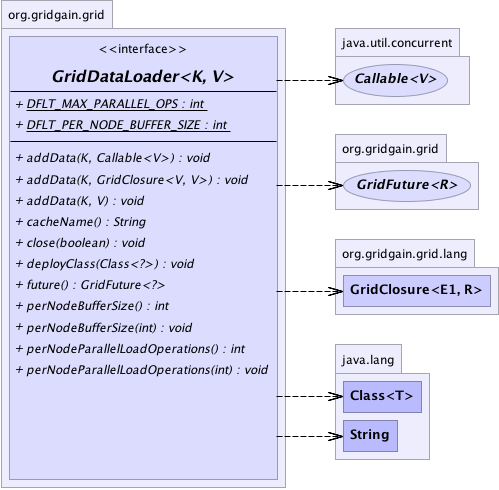 org.gridgain.grid
<<interface>>
GridDataLoader<K, V>
+ DFLT_MAX_PARALLEL_OPS : int
+ DFLT_PER_NODE_BUFFER_SIZE : int
+ addData(K, Callable<V>) : void
+ addData(K, GridClosure<V, V>) : void
+ addData(K, V) : void
+ cacheName() : String
+ close(boolean) : void
+ deployClass(Class<?>) : void
+ future() : GridFuture<?>
+ perNodeBufferSize() : int
+ perNodeBufferSize(int) : void
+ perNodeParallelLoadOperations() : int
+ perNodeParallelLoadOperations(int) : void
java.util.concurrent
Callable<V>
org.gridgain.grid
GridFuture<R>
org.gridgain.grid.lang
GridClosure<E1, R>
java.lang
Class<T>
String